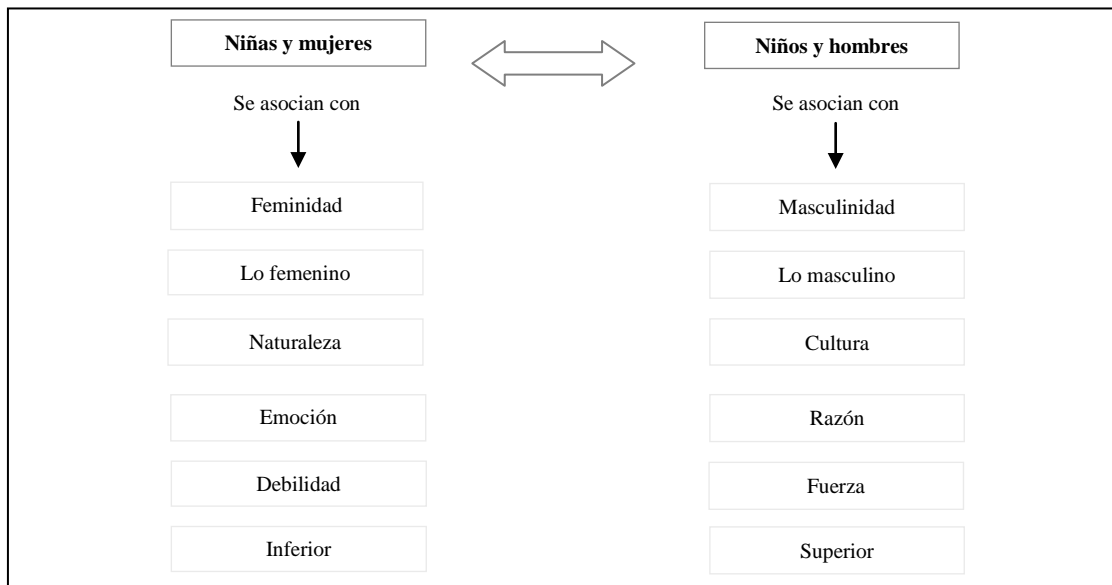 Niñas y mujeres
Se asocian con
Feminidad
Lo femenino
Naturaleza
Emoción
Debilidad
Inferior
Niños y hombres
Se asocian con
Masculinidad
Lo masculino
Cultura
Razón
Fuerza
Superior